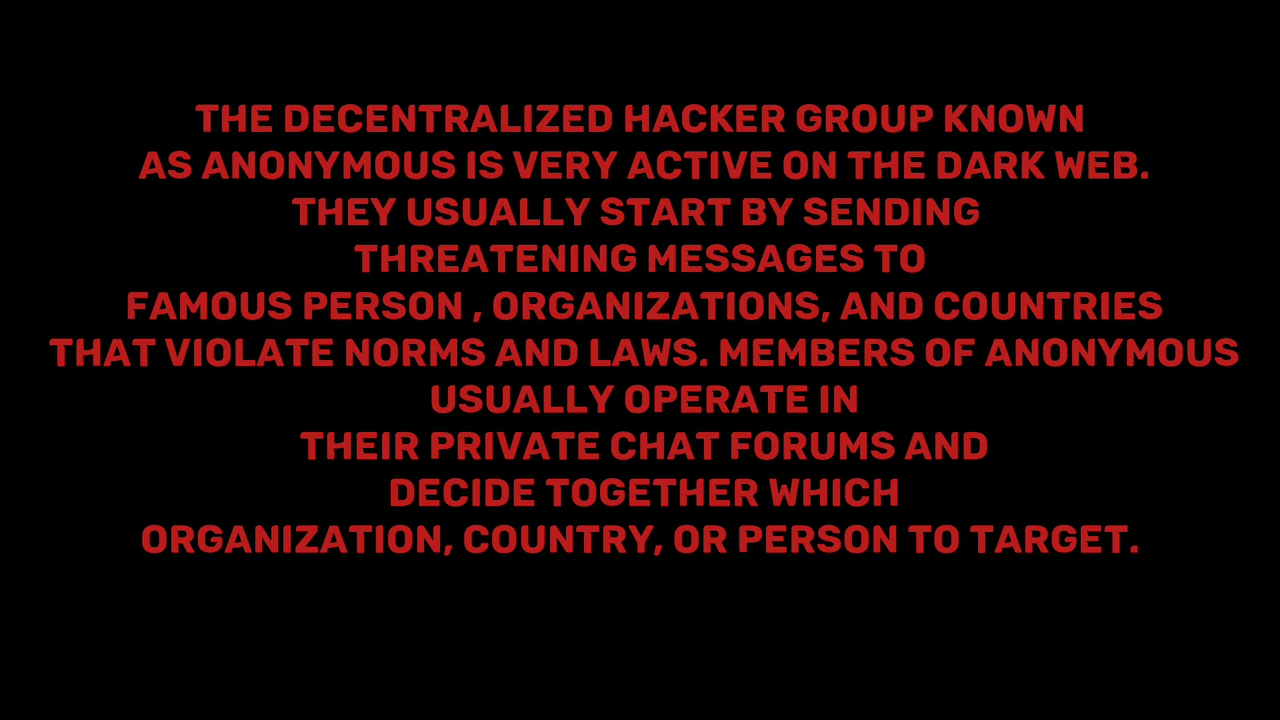 THE DECENTRALIZED HACKER GROUP KNOWN
AS ANONYMOUS IS VERY ACTIVE ON THE DARK WEB.
THEY USUALLY START BY SENDING
THREATENING MESSAGES TO
FAMOUS PERSON , ORGANIZATIONS, AND COUNTRIES
THAT VIOLATE NORMS AND LAWS. MEMBERS OF ANONYMOUS
USUALLY OPERATE IN
THEIR PRIVATE CHAT FORUMS AND
DECIDE TOGETHER WHICH
ORGANIZATION, COUNTRY, OR PERSON TO TARGET.